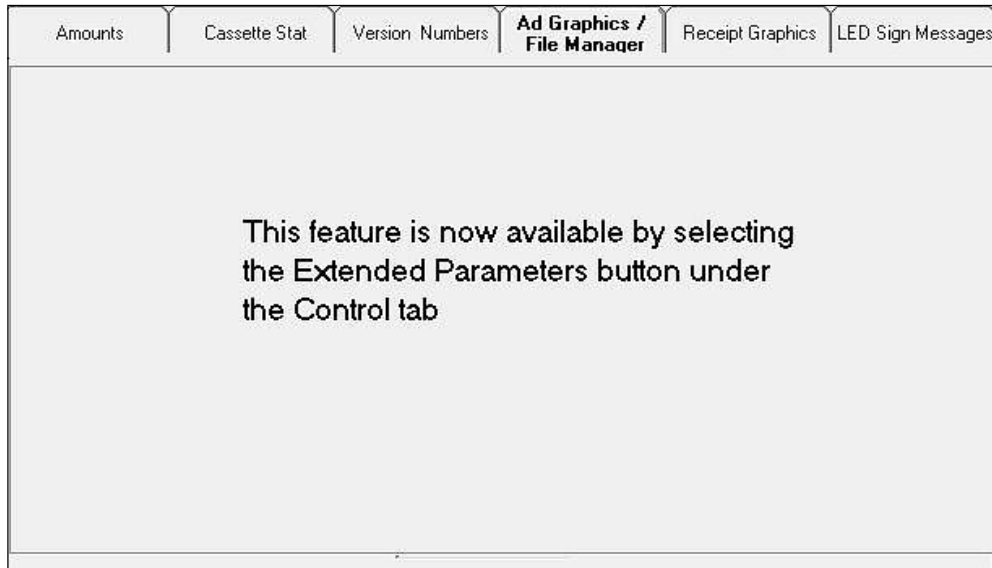 Amounts
Cassette Stat
Version Numbers
Ad Graphics /
File Manager
Receipt Graphics
LED Sign Messages
This feature is now available by selecting
the Extended Parameters button under
the Control tab